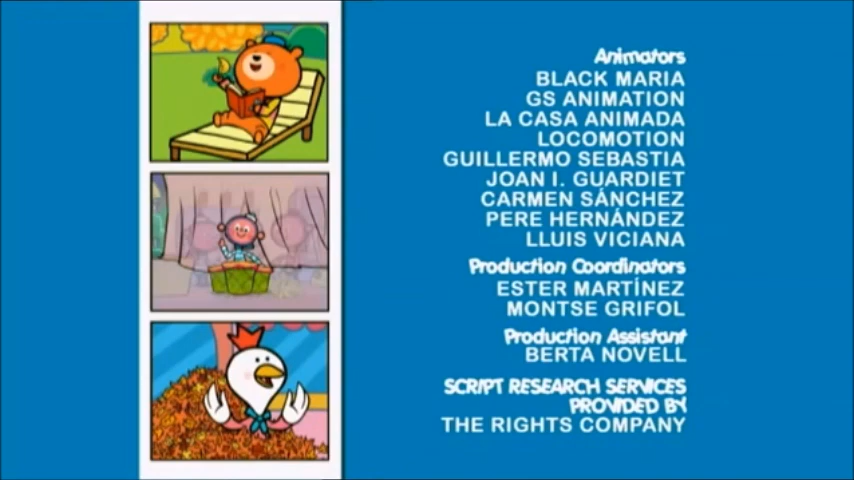 Animators
BLACK MARIA
GS ANIMATION
LA CASA ANIMADA
LOCOMOTION
GUILLERMO SEBASTIA
JOAN I. GUARDIET
CARMEN SÁNCHEZ
PERE HERNÁNDEZ
LLUIS VICIANA
Production Coordinators
ESTER MARTÍNEZ
MONTSE GRIFOL
Production Assistant
BERTA NOVELL
SCRIPT RESEARCH SERVICES
PROVIDED BY
THE RIGHTS COMPANY